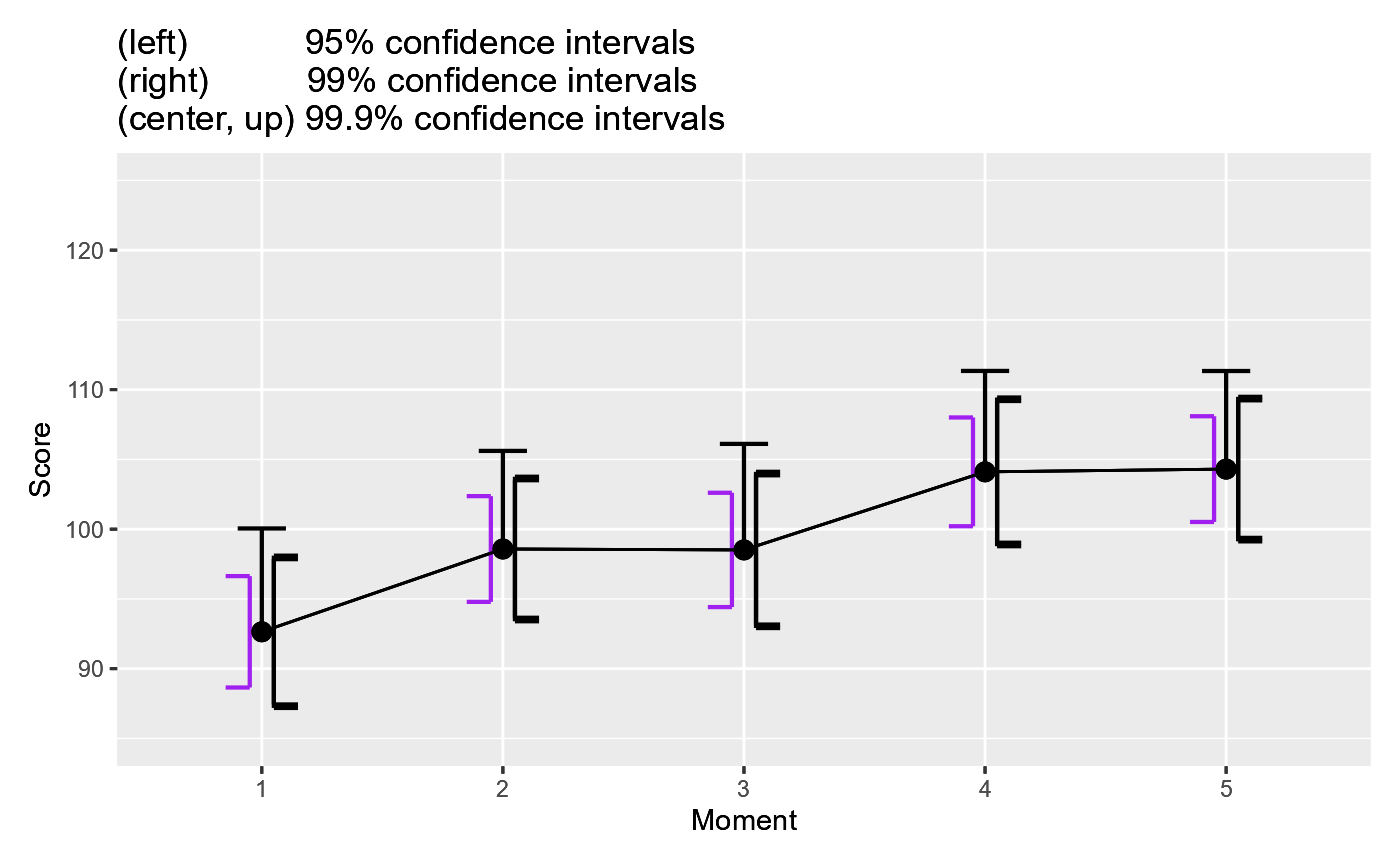 (left) 95% confidence intervals
(right) 99% confidence intervals
(center, up) 99.9% confidence intervals
120
110
100
90
Score
1 2 3 4 5
Moment